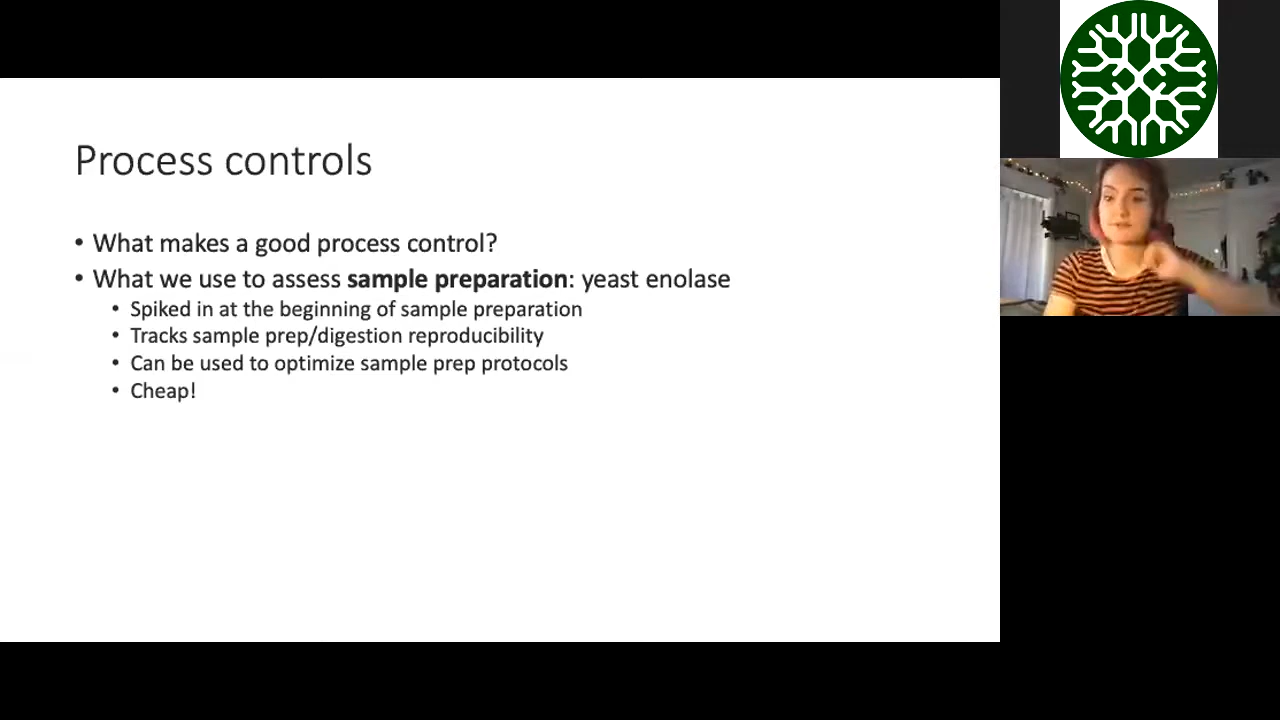 Process controls
• What makes a good process control?
• What we use to assess sample preparation: yeast enolase
• Spiked in at the beginning of sample preparation
• Tracks sample prep/digestion reproducibility
• Can be used to optimize sample prep protocols
• Cheap!